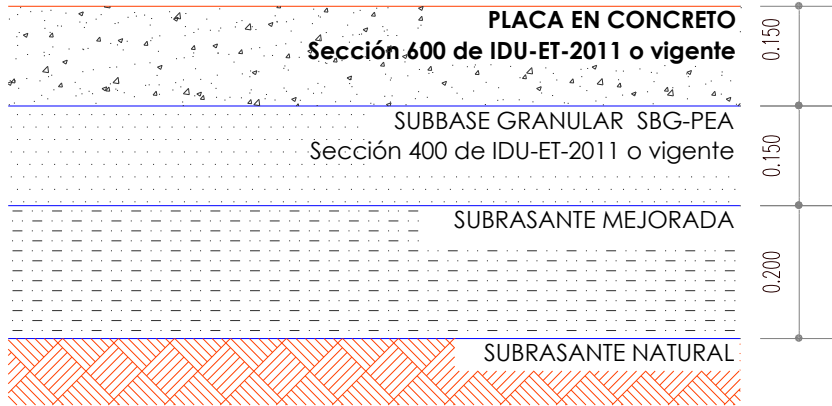 PLACA EN CONCRETO
Sección 600 de IDU-ET-2011 o vigente
0.150
SUBBASE GRANULAR SBG-PEA
Sección 400 de IDU-ET-2011 o vigente
0.150
SUBRASANTE MEJORADA
0.200
SUBRASANTE NATURAL